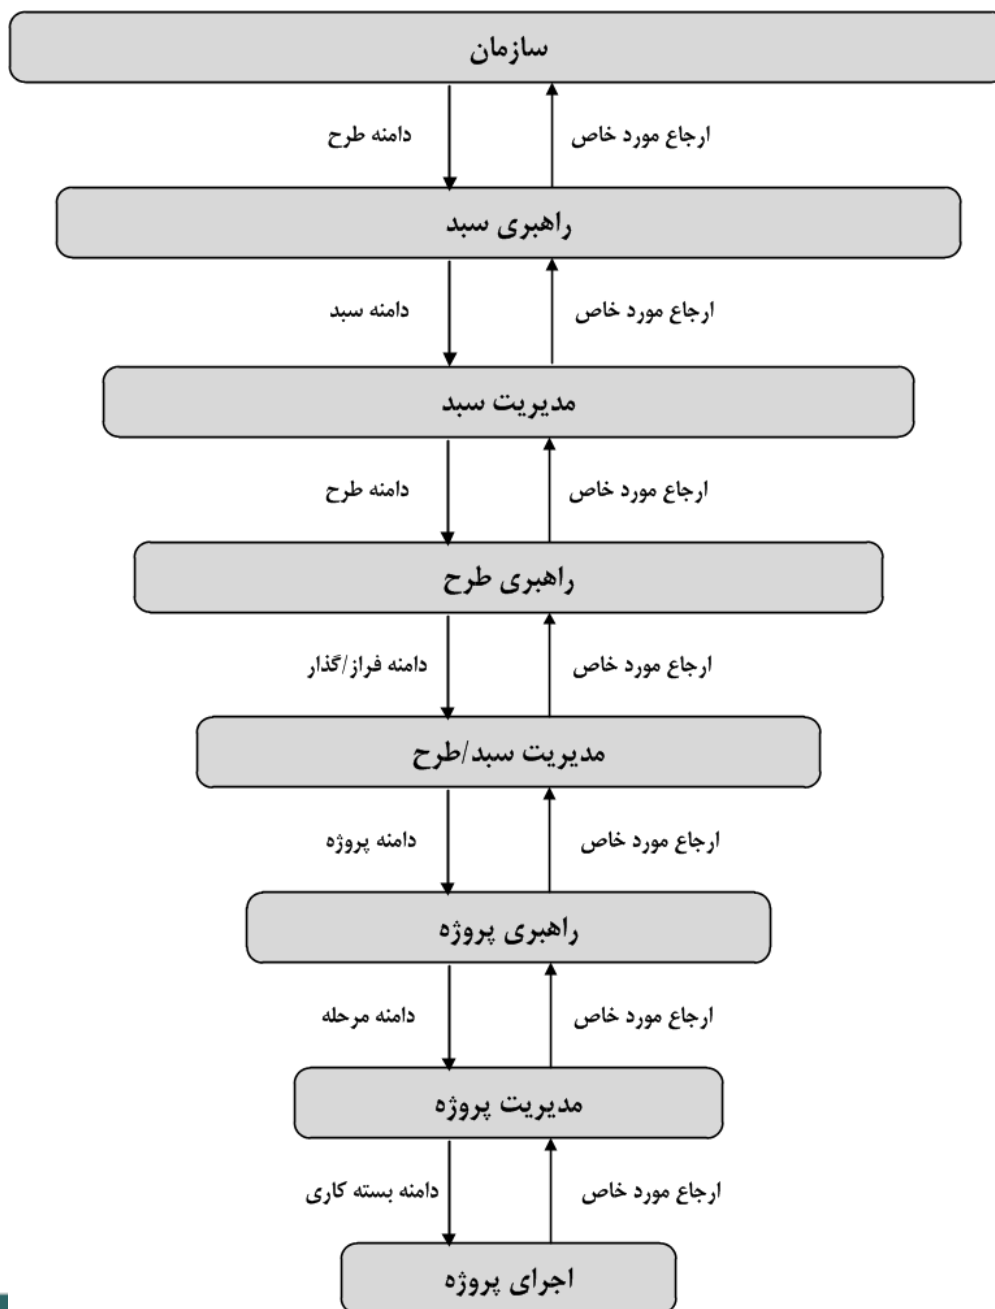 سازمان
ارجاع مورد خاص
دامنه طرح
راهبری سبد
ارجاع مورد خاص
دامنه سبد
مدیریت سبد
ارجاع مورد خاص
دامنه طرح
راهبری طرح
ارجاع مورد خاص
دامنه فراز/گذار
مدیریت سبد/طرح
ارجاع مورد خاص
دامنه پروژه
راهبری پروژه
ارجاع مورد خاص
دامنه مرحله
مدیریت پروژه
ارجاع مورد خاص
دامنه بسته کاری
اجرای پروژه